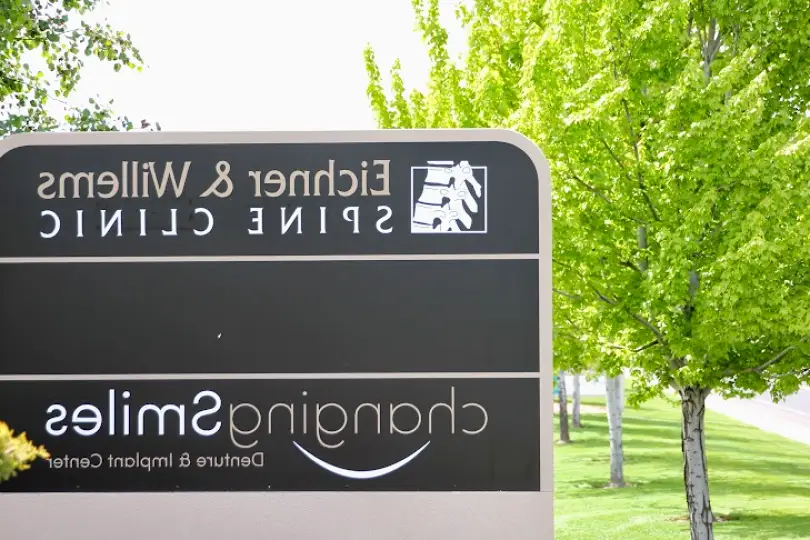 Eichner & Willems
SPINE CLINIC
changingSmiles
Denture & Implant Center